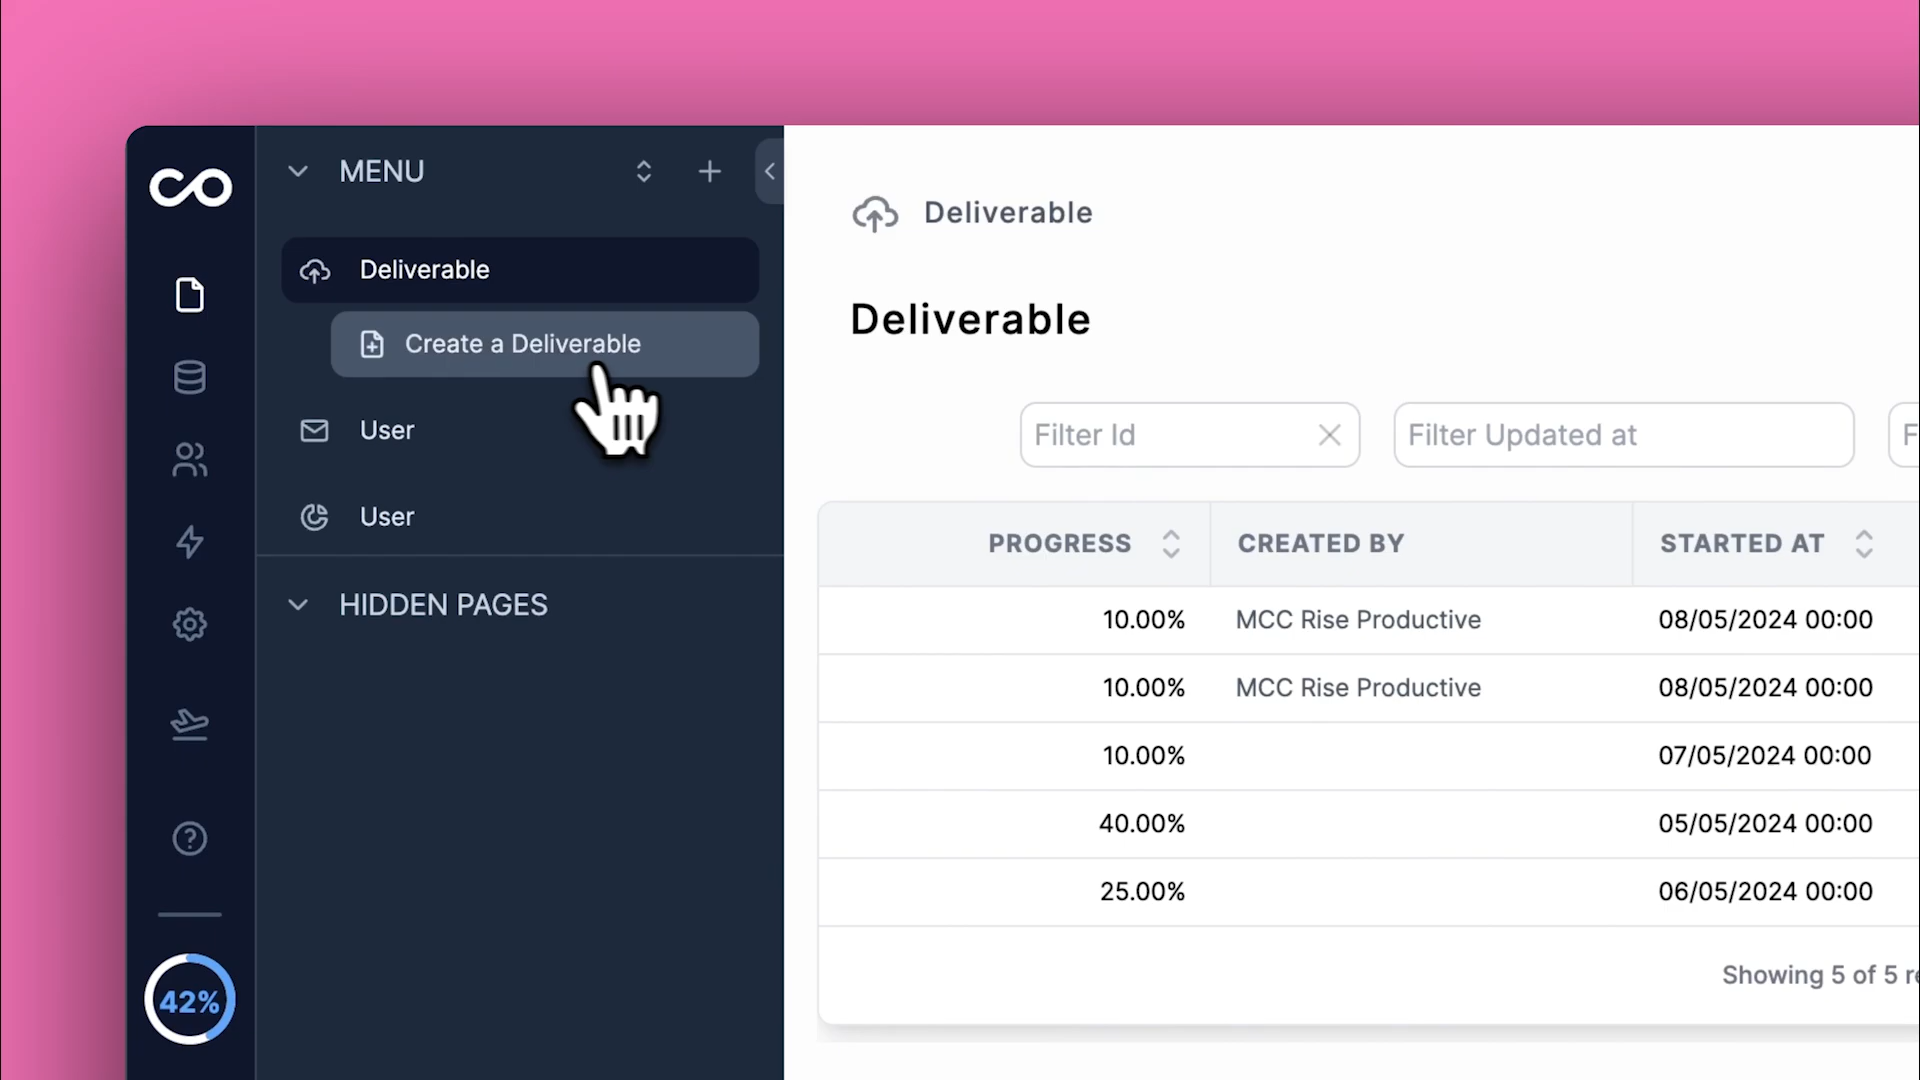 MENU
Deliverable
Create a Deliverable
User
User
HIDDEN PAGES
42%
Deliverable
Deliverable
Filter Id
Filter Updated at
F
PROGRESS CREATED BY STARTED AT
10.00% MCC Rise Productive 08/05/2024 00:00
10.00% MCC Rise Productive 08/05/2024 00:00
10.00% 07/05/2024 00:00
40.00% 05/05/2024 00:00
25.00% 06/05/2024 00:00
Showing 5 of 5 re